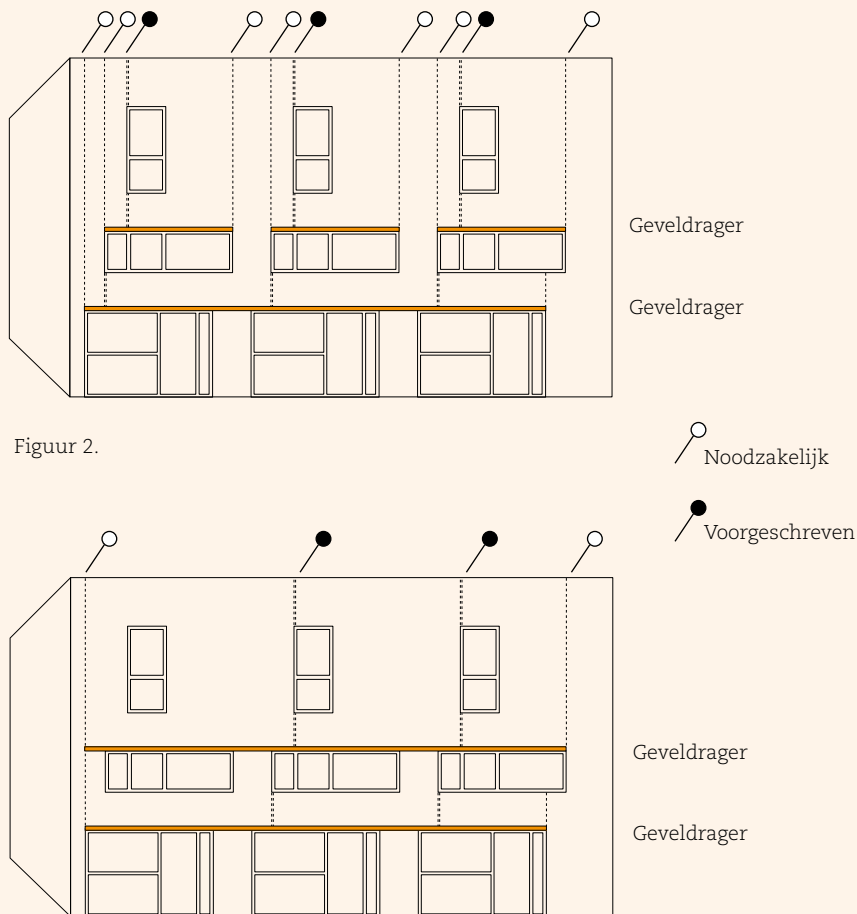 Geveldrager
Geveldrager
Figuur 2.
Noodzakelijk
Voorgeschreven
Geveldrager
Geveldrager